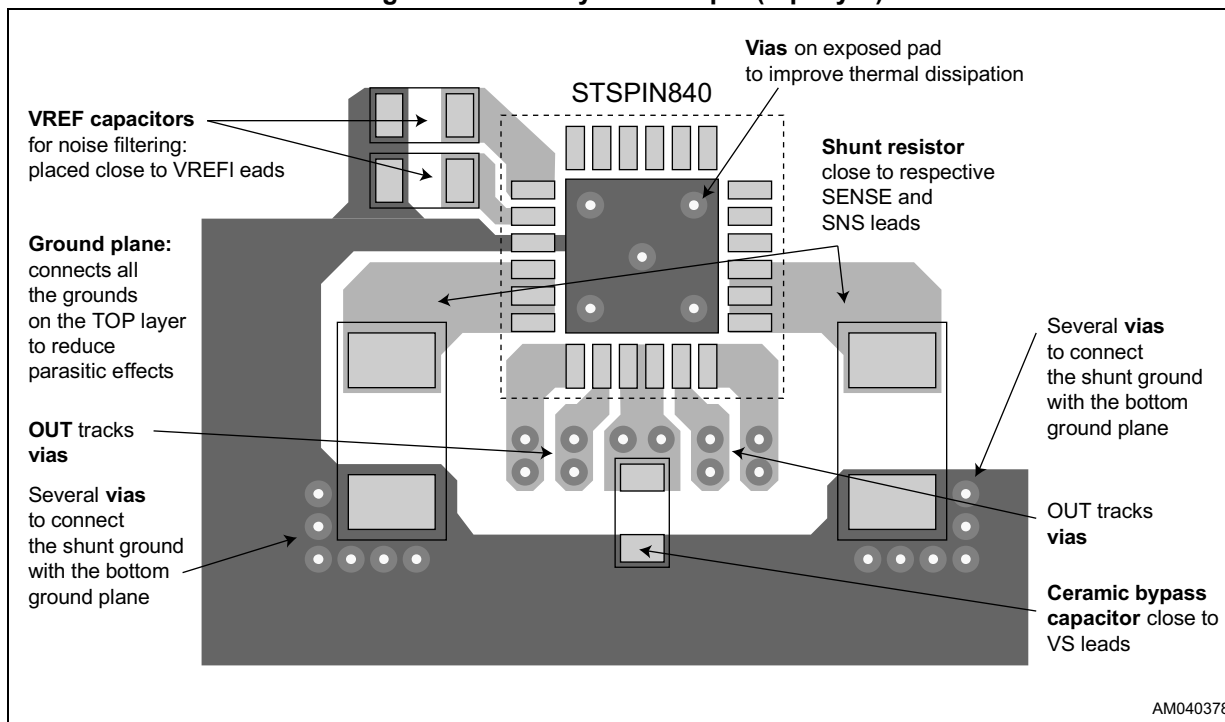 STSPIN840
Vias on exposed pad
to improve thermal dissipation
VREF capacitors
for noise filtering:
placed close to VREFI eads
Shunt resistor
close to respective
SENSE and
SNS leads
Ground plane:
connects all
the grounds
on the TOP layer
to reduce
parasitic effects
Several vias
to connect
the shunt ground
with the bottom
ground plane
OUT tracks
vias
Several vias
to connect
the shunt ground
with the bottom
ground plane
OUT tracks
vias
Ceramic bypass
capacitor close to
VS leads
AM040378